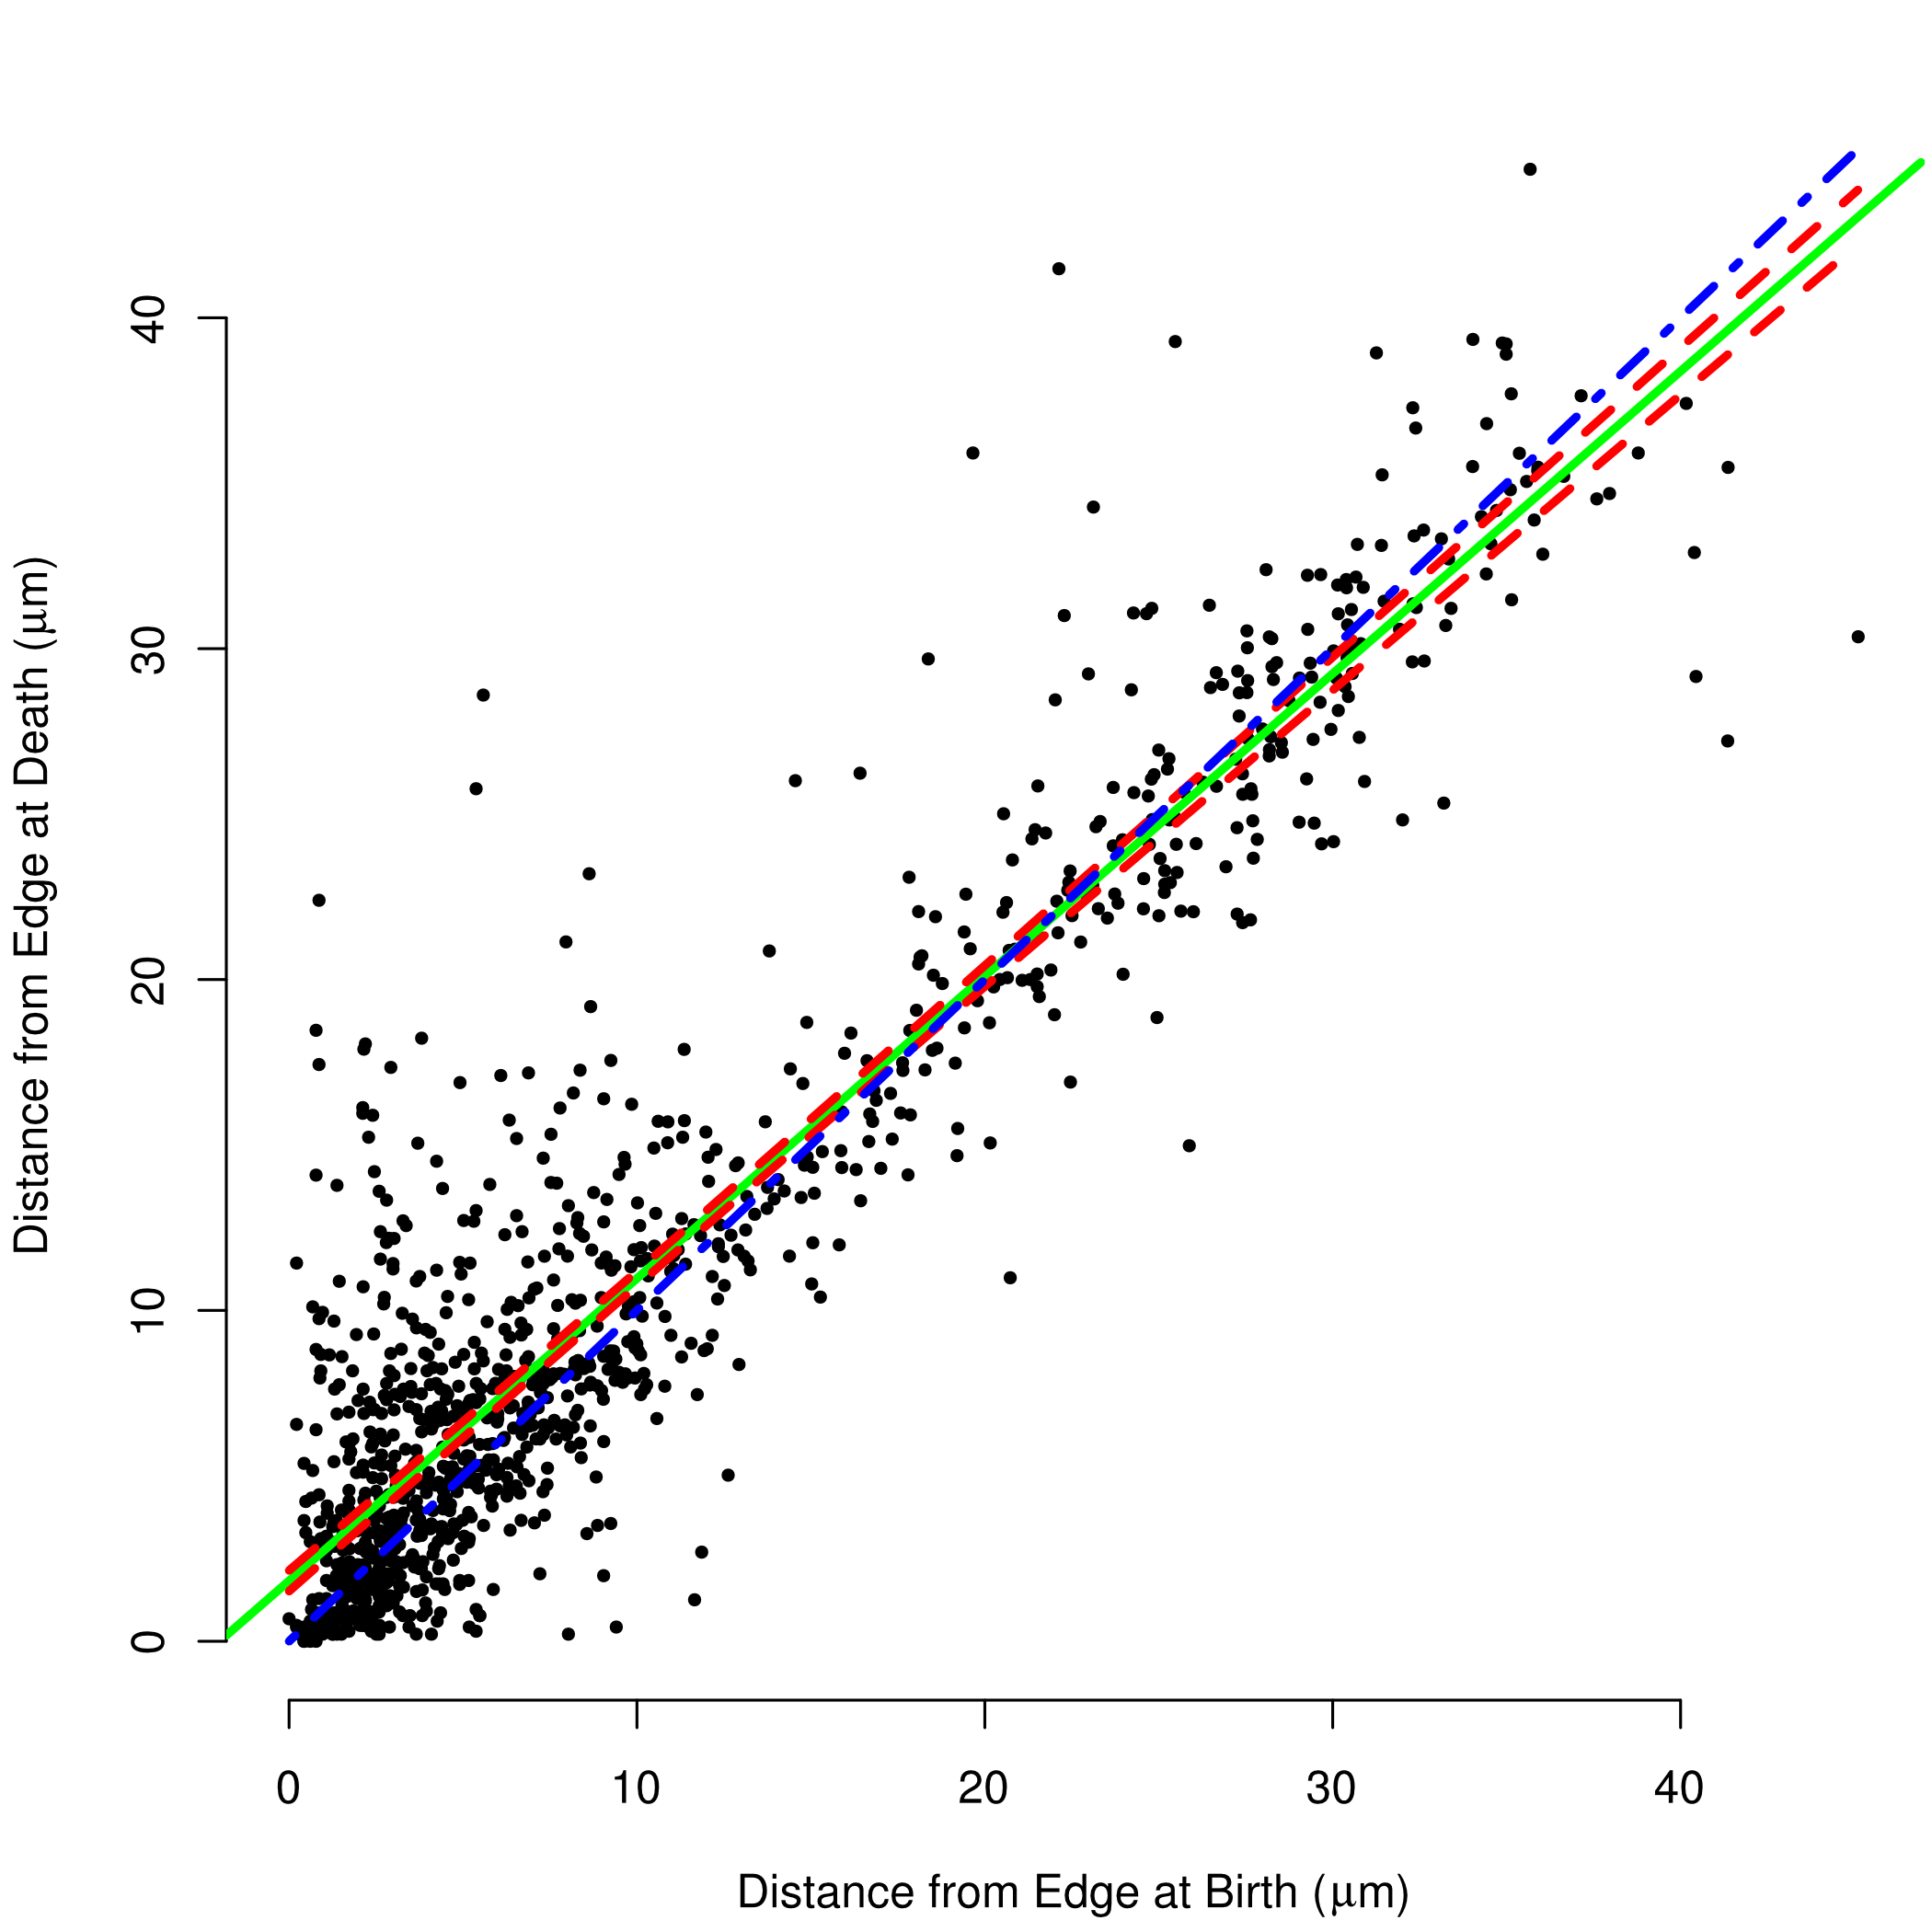 Distance from Edge at Death (μm)
40
30
20
10
0
0 10 20 30 40
Distance from Edge at Birth (μm)